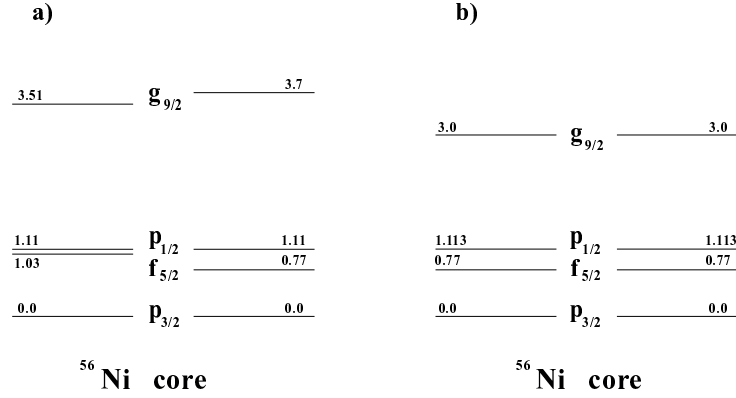 a) b)
3.51 g9/2 3.7
3.0 g9/2 3.0
1.11 p1/2 1.11
1.03 f5/2 0.77
1.113 p1/2 1.113
0.77 f5/2 0.77
0.0 p3/2 0.0
0.0 p3/2 0.0
56Ni core
56Ni core